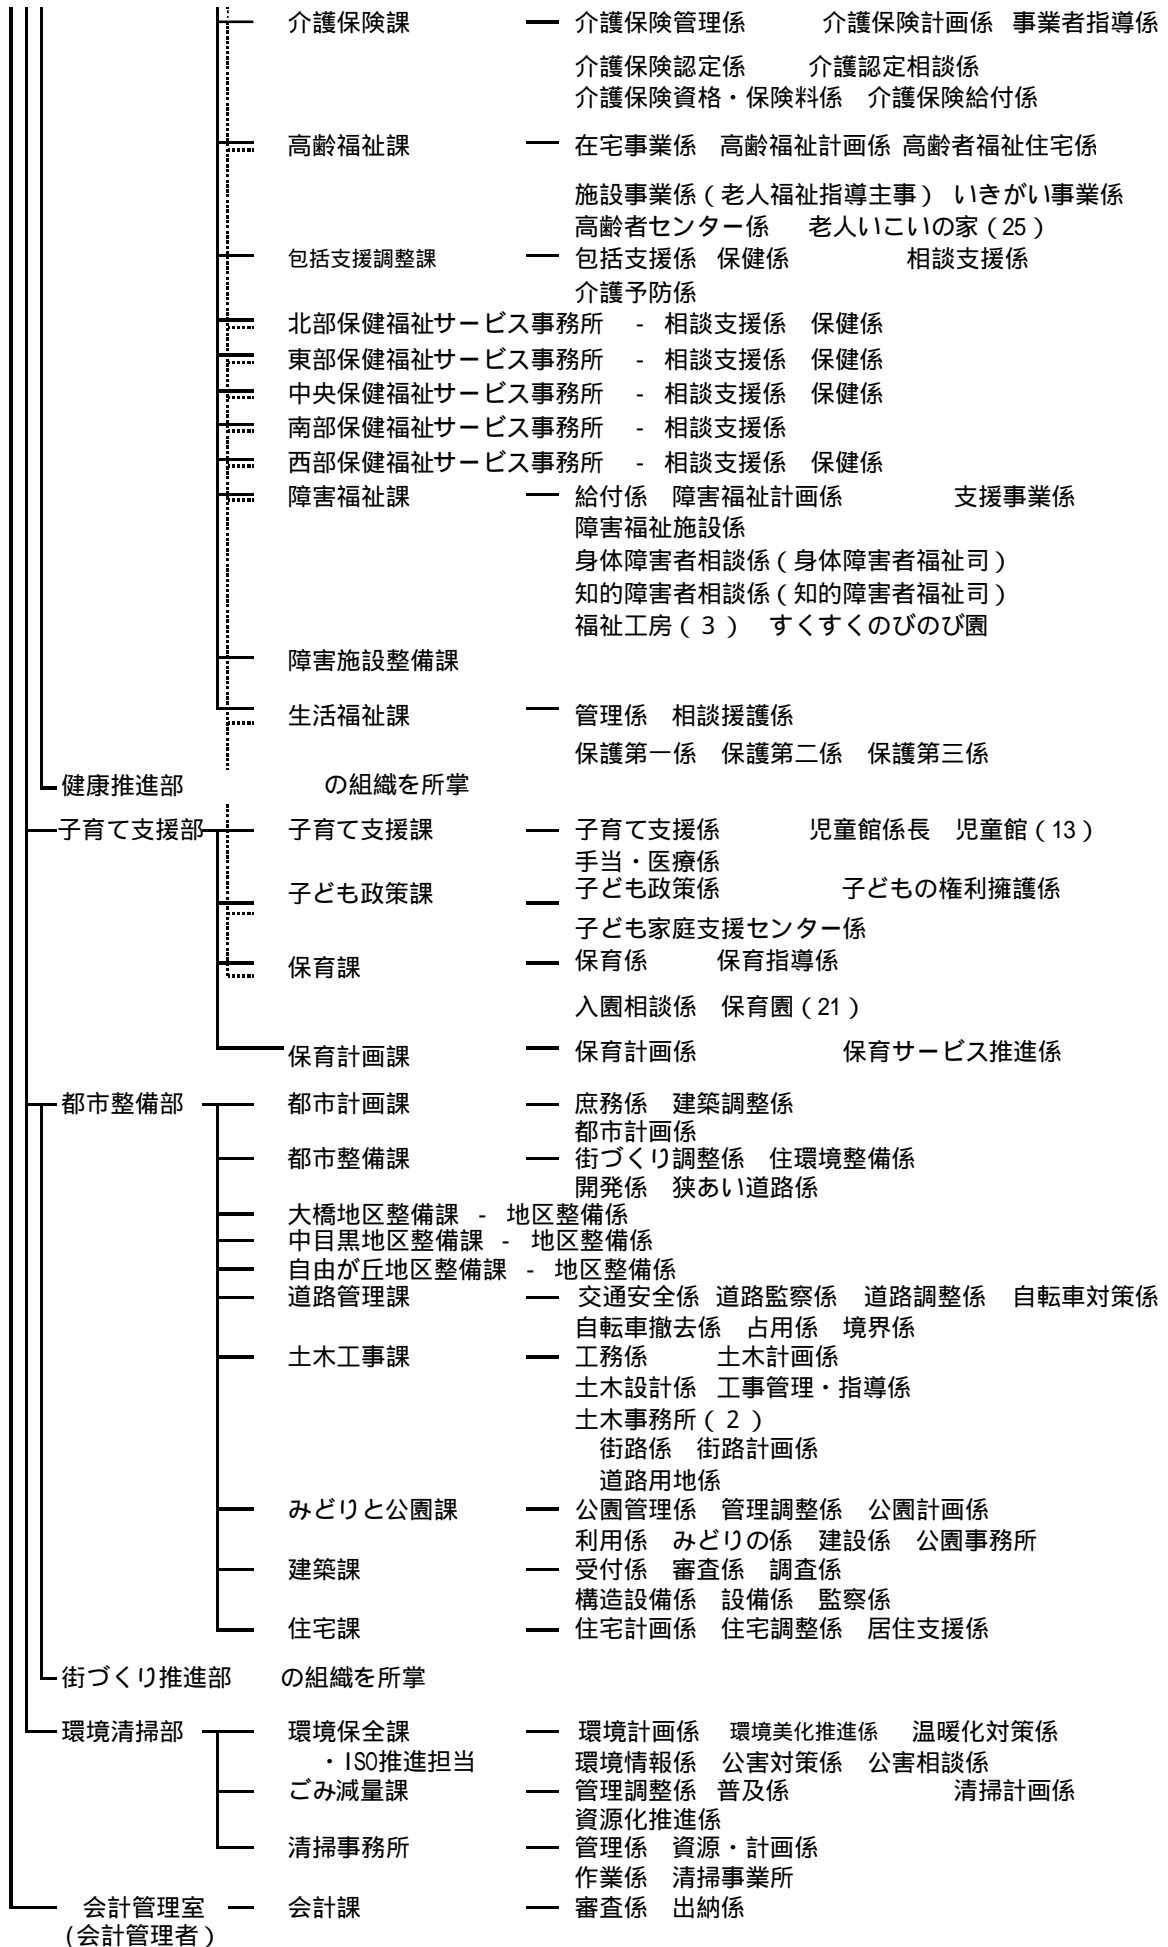 介護保険課 介護保険管理係 介護保険計画係 事業者指導係
介護保険認定係 介護認定相談係
介護保険資格・保険料係 介護保険給付係
高齢福祉課 在宅事業係 高齢福祉計画係 高齢者福祉住宅係
施設事業係(老人福祉指導主事) いきがい事業係
高齢者センター係 老人いこいの家(25)
包括支援調整課 包括支援係 保健係 相談支援係
介護予防係
北部保健福祉サービス事務所 - 相談支援係 保健係
東部保健福祉サービス事務所 - 相談支援係 保健係
中央保健福祉サービス事務所 - 相談支援係 保健係
南部保健福祉サービス事務所 - 相談支援係
西部保健福祉サービス事務所 - 相談支援係 保健係
障害福祉課 給付係 障害福祉計画係 支援事業係
障害福祉施設係
身体障害者相談係(身体障害者福祉司)
知的障害者相談係(知的障害者福祉司)
福祉工房(3) すくすくのびのび園
障害施設整備課
生活福祉課 管理係 相談援護係
保護第一係 保護第二係 保護第三係
健康推進部 の組織を所掌
子育て支援部 子育て支援課 子育て支援係 児童館係長 児童館(13)
手当・医療係
子ども政策課 子ども政策係 子どもの権利擁護係
子ども家庭支援センター係
保育課 保育係 保育指導係
入園相談係 保育園(21)
保育計画課 保育計画係 保育サービス推進係
都市整備部 都市計画課 庶務係 建築調整係
都市計画係
都市整備課 街づくり調整係 住環境整備係
開発係 狭あい道路係
大橋地区整備課 - 地区整備係
中目黒地区整備課 - 地区整備係
自由が丘地区整備課 - 地区整備係
道路管理課 交通安全係 道路監察係 道路調整係 自転車対策係
自転車撤去係 占用係 境界係
土木工事課 工務係 土木計画係
土木設計係 工事管理・指導係
土木事務所(2)
街路係 街路計画係
道路用地係
みどりと公園課 公園管理係 管理調整係 公園計画係
利用係 みどりの係 建設係 公園事務所
建築課 受付係 審査係 調査係
構造設備係 設備係 監察係
住宅課 住宅計画係 住宅調整係 居住支援係
街づくり推進部 の組織を所掌
環境清掃部 環境保全課 環境計画係 環境美化推進係 温暖化対策係
・ISO推進担当 環境情報係 公害対策係 公害相談係
ごみ減量課 管理調整係 普及係 清掃計画係
資源化推進係
清掃事務所 管理係 資源・計画係
作業係 清掃事業所
会計管理室 会計課 審査係 出納係
(会計管理者)